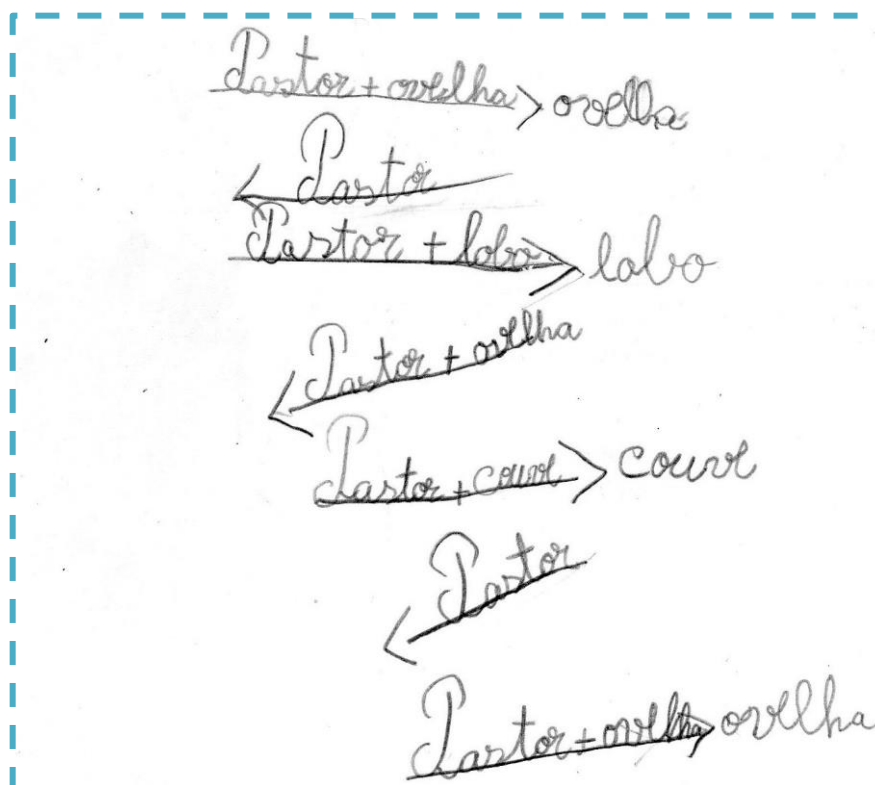 Pastor + ovelha → ovelha
← Pastor
Pastor + lobo → lobo
← Pastor + ovelha
Pastor + couve → couve
← Pastor
Pastor + ovelha → ovelha